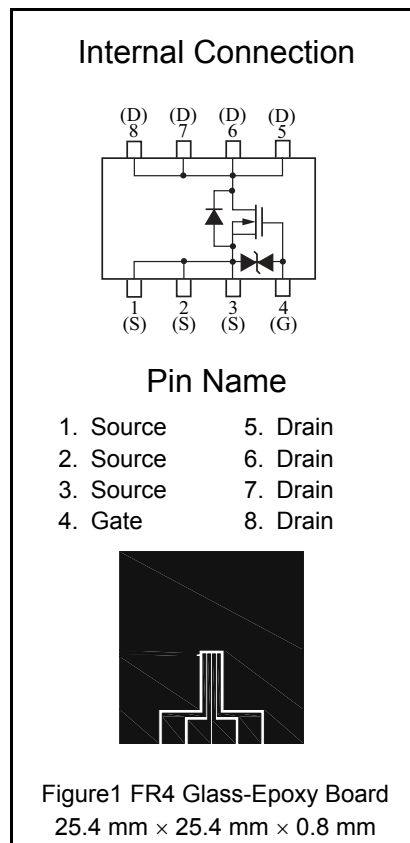 Internal Connection
(D) (D) (D) (D)
8 7 6 5
1 2 3 4
(S) (S) (S) (G)
Pin Name
1. Source 5. Drain
2. Source 6. Drain
3. Source 7. Drain
4. Gate 8. Drain
Figure1 FR4 Glass-Epoxy Board
25.4 mm × 25.4 mm × 0.8 mm